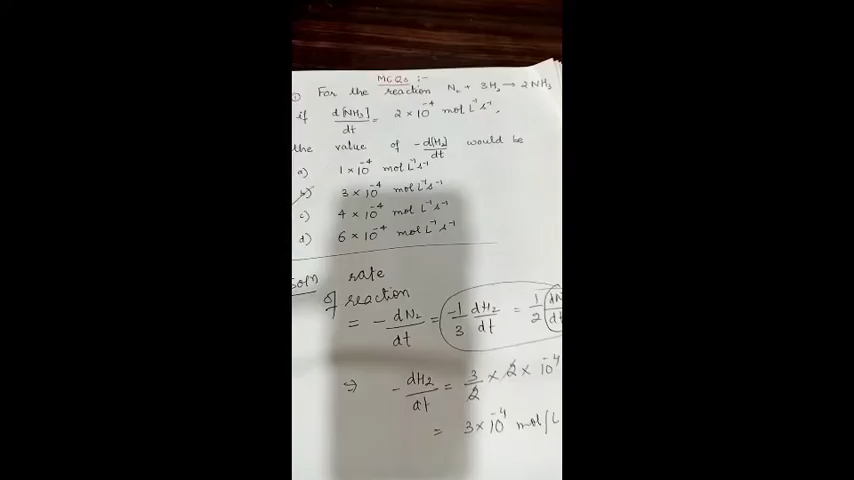 MCQs :-
① For the reaction N₂ + 3H₂ → 2NH₃
if d[NH₃]/dt = 2 × 10⁻⁴ mol L⁻¹ s⁻¹,
the value of -d[H₂]/dt would be
a) 1 × 10⁻⁴ mol L⁻¹ s⁻¹
b) 3 × 10⁻⁴ mol L⁻¹ s⁻¹
c) 4 × 10⁻⁴ mol L⁻¹ s⁻¹
d) 6 × 10⁻⁴ mol L⁻¹ s⁻¹
Soln rate
of reaction
= - dN₂/dt = -1/3 dH₂/dt = 1/2
⇒ - dH₂/dt = 3/2 × 2 × 10⁻⁴
= 3 × 10⁻⁴ mol/L